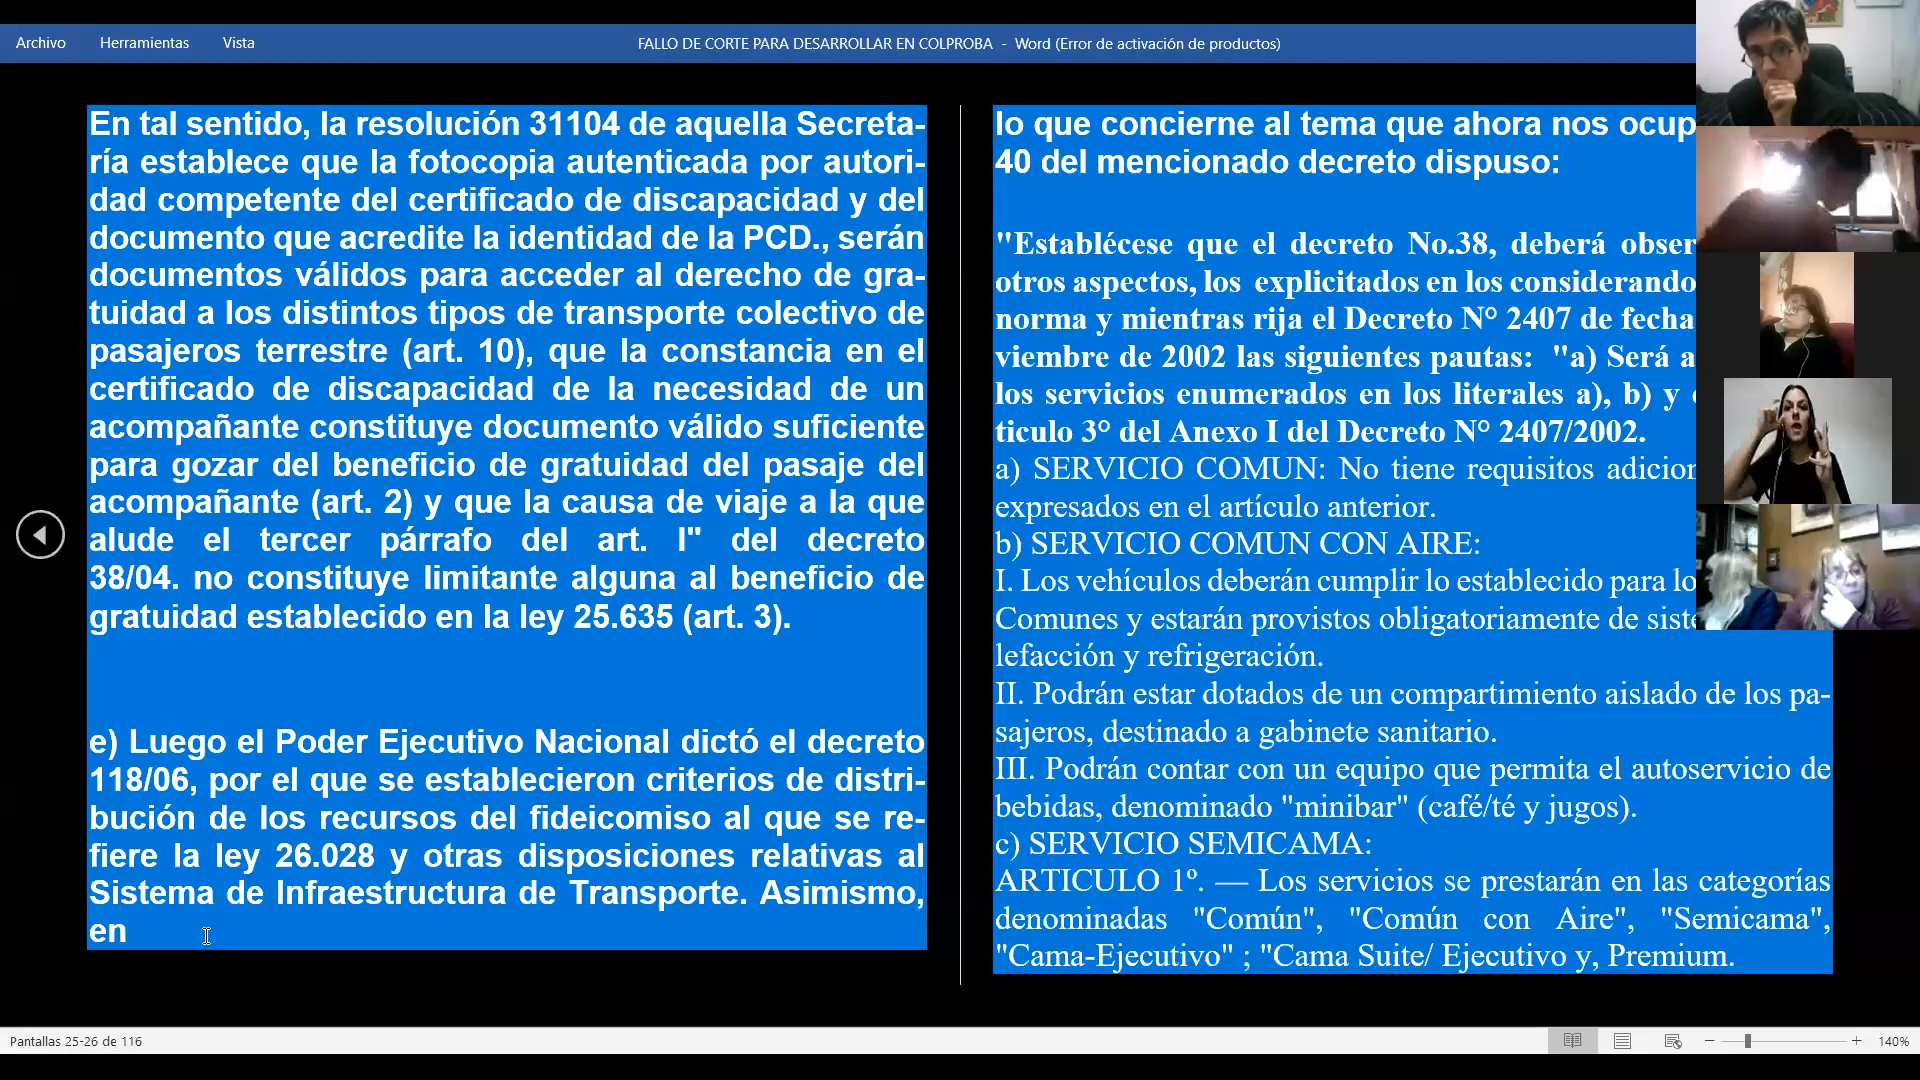 Archivo Herramientas Vista
FALLO DE CORTE PARA DESARROLLAR EN COLPROBA - Word (Error de activación de productos)
En tal sentido, la resolución 31104 de aquella Secreta-
ría establece que la fotocopia autenticada por autori-
dad competente del certificado de discapacidad y del
documento que acredite la identidad de la PCD., serán
documentos válidos para acceder al derecho de gra-
tuidad a los distintos tipos de transporte colectivo de
pasajeros terrestre (art. 10), que la constancia en el
certificado de discapacidad de la necesidad de un
acompañante constituye documento válido suficiente
para gozar del beneficio de gratuidad del pasaje del
acompañante (art. 2) y que la causa de viaje a la que
alude el tercer párrafo del art. I" del decreto
38/04. no constituye limitante alguna al beneficio de
gratuidad establecido en la ley 25.635 (art. 3).
e) Luego el Poder Ejecutivo Nacional dictó el decreto
118/06, por el que se establecieron criterios de distri-
bución de los recursos del fideicomiso al que se re-
fiere la ley 26.028 y otras disposiciones relativas al
Sistema de Infraestructura de Transporte. Asimismo,
en
lo que concierne al tema que ahora nos ocup
40 del mencionado decreto dispuso:
"Establécese que el decreto No.38, deberá obser
otros aspectos, los explicitados en los considerando
norma y mientras rija el Decreto N° 2407 de fecha
viembre de 2002 las siguientes pautas: "a) Será a
los servicios enumerados en los literales a), b) y
ticulo 3° del Anexo I del Decreto N° 2407/2002.
a) SERVICIO COMUN: No tiene requisitos adicion
expresados en el artículo anterior.
b) SERVICIO COMUN CON AIRE:
I. Los vehículos deberán cumplir lo establecido para lo
Comunes y estarán provistos obligatoriamente de siste
lefacción y refrigeración.
II. Podrán estar dotados de un compartimiento aislado de los pa-
sajeros, destinado a gabinete sanitario.
III. Podrán contar con un equipo que permita el autoservicio de
bebidas, denominado "minibar" (café/té y jugos).
c) SERVICIO SEMICAMA:
ARTICULO 1º. — Los servicios se prestarán en las categorías
denominadas "Común", "Común con Aire", "Semicama",
"Cama-Ejecutivo" ; "Cama Suite/ Ejecutivo y, Premium.
Pantallas 25-26 de 116
140%